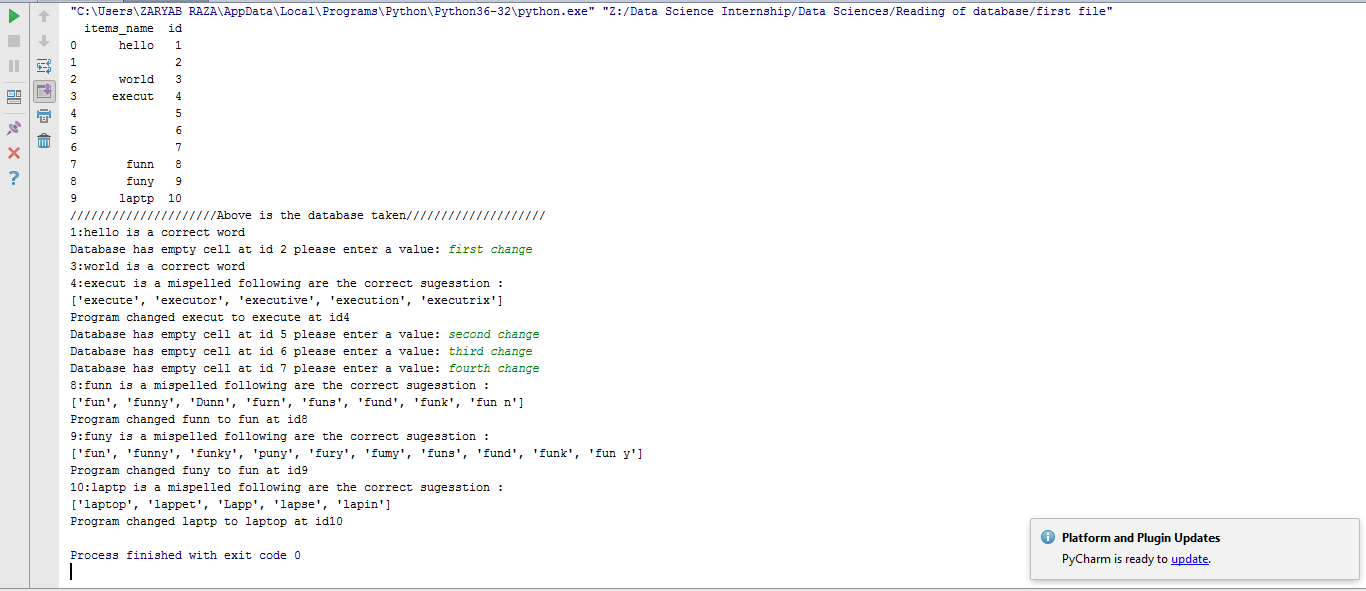 "C:\Users\ZARYAB RAZA\AppData\Local\Programs\Python\Python36-32\python.exe" "Z:/Data Science Internship/Data Sciences/Reading of database/first file"
items_name id
0 hello 1
1 2
2 world 3
3 execut 4
4 5
5 6
6 7
7 funn 8
8 funy 9
9 laptp 10
/////////////////////Above is the database taken////////////////////
1:hello is a correct word
Database has empty cell at id 2 please enter a value: first change
3:world is a correct word
4:execut is a mispelled following are the correct sugesstion :
['execute', 'executor', 'executive', 'execution', 'executrix']
Program changed execut to execute at id4
Database has empty cell at id 5 please enter a value: second change
Database has empty cell at id 6 please enter a value: third change
Database has empty cell at id 7 please enter a value: fourth change
8:funn is a mispelled following are the correct sugesstion :
['fun', 'funny', 'Dunn', 'furn', 'funs', 'fund', 'funk', 'fun n']
Program changed funn to fun at id8
9:funy is a mispelled following are the correct sugesstion :
['fun', 'funny', 'funky', 'puny', 'fury', 'fumy', 'funs', 'fund', 'funk', 'fun y']
Program changed funy to fun at id9
10:laptp is a mispelled following are the correct sugesstion :
['laptop', 'lappet', 'Lapp', 'lapse', 'lapin']
Program changed laptp to laptop at id10
Process finished with exit code 0
Platform and Plugin Updates
PyCharm is ready to update.